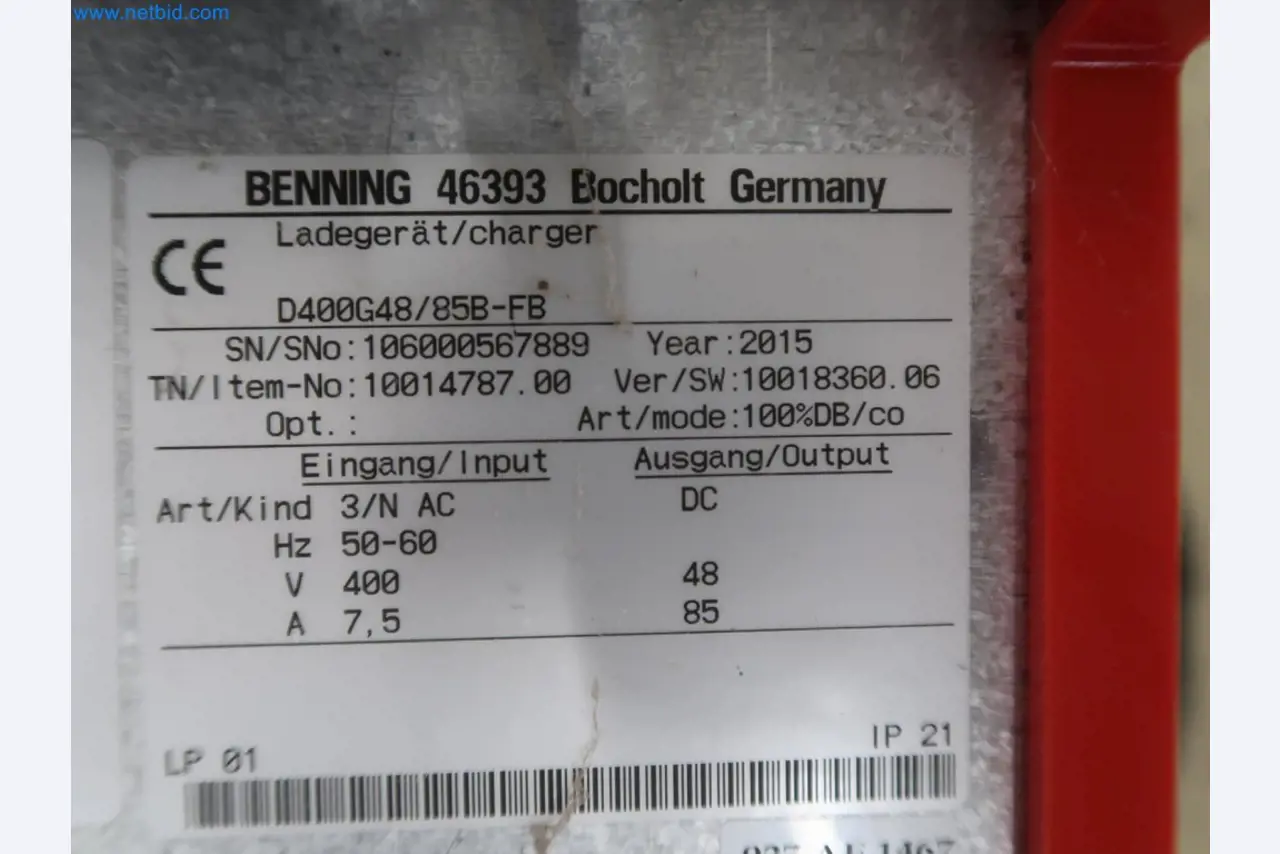 www.netbid.com
BENNING 46393 Bocholt Germany
Ladegerät/charger
CE
D400G48/85B-FB
SN/SNo:106000567889 Year:2015
TN/Item-No:10014787.00 Ver/SW:10018360.06
Opt.: Art/mode:100%DB/co
Eingang/Input Ausgang/Output
Art/Kind 3/N AC DC
Hz 50-60
V 400 48
A 7,5 85
IP 21
LP 01